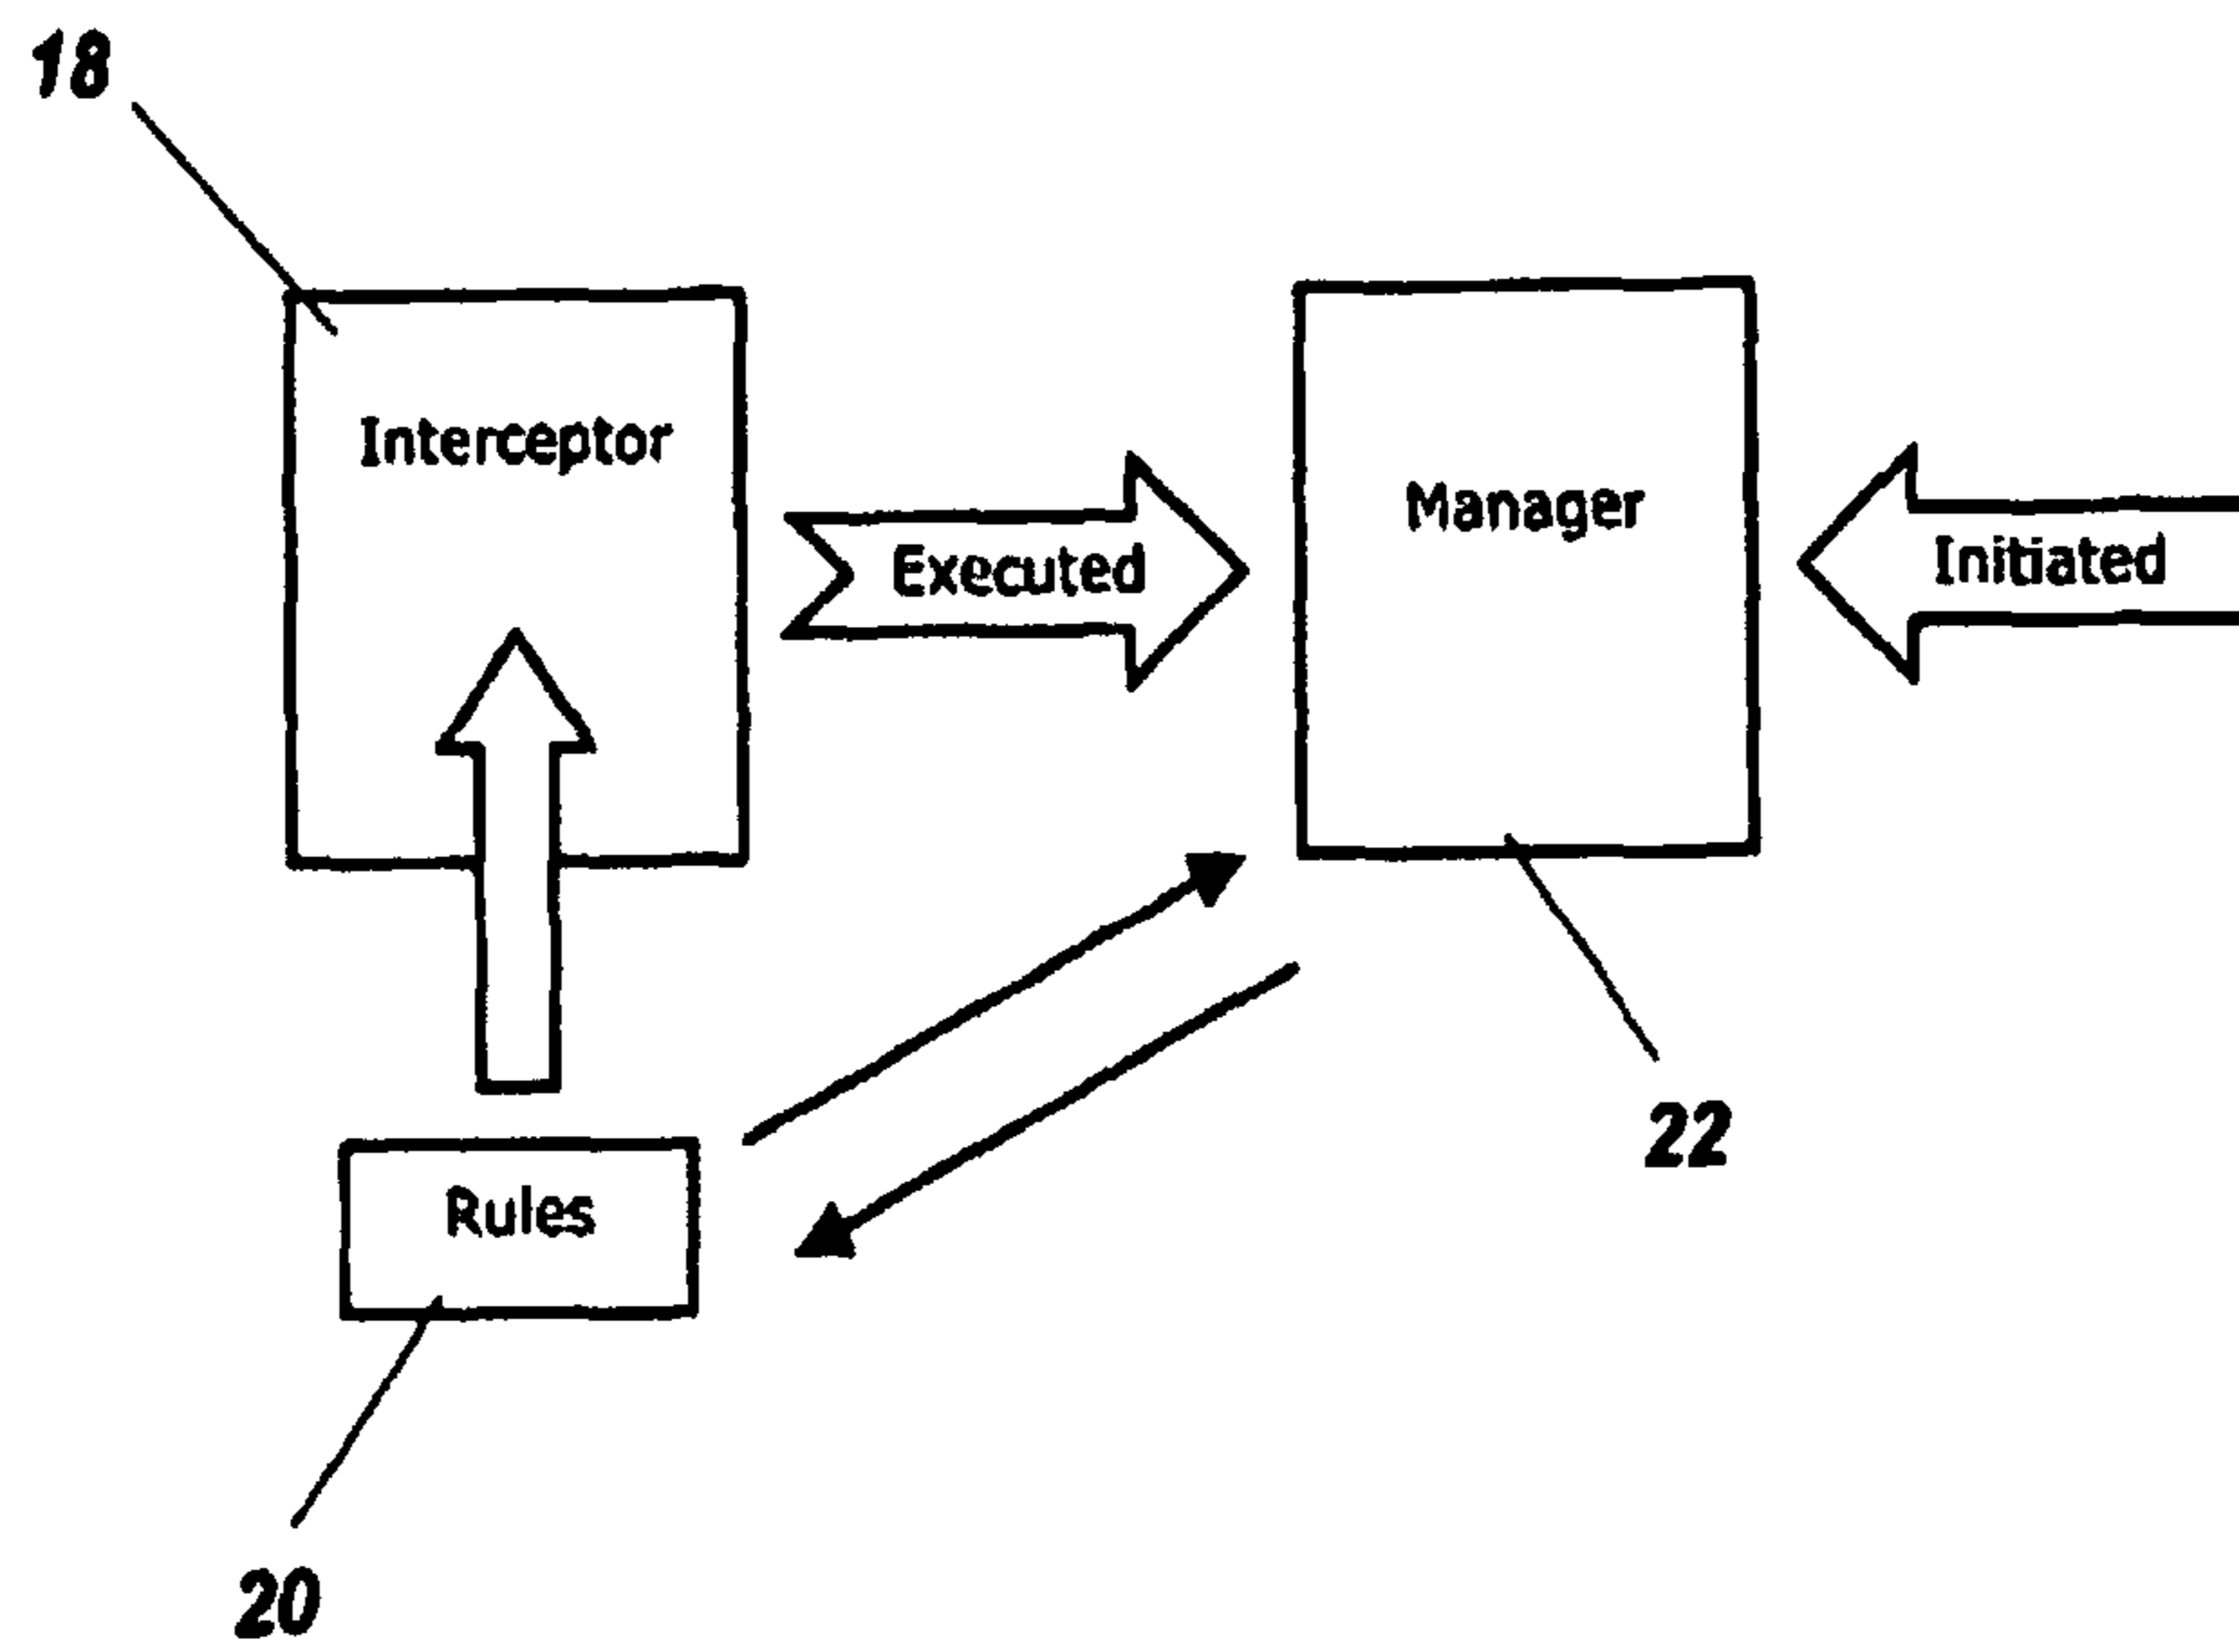 18
Interceptor
Manager
Executed
Initiated
22
Rules
20